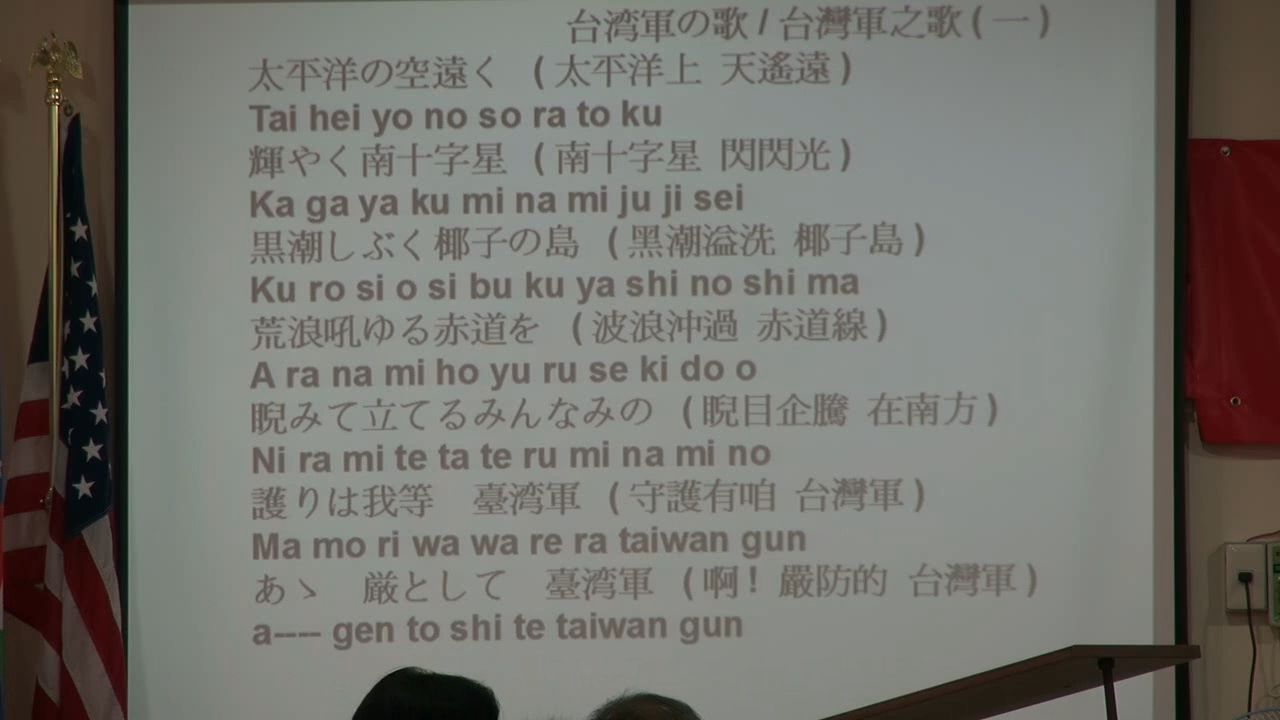 台湾軍の歌 / 台灣軍之歌 ( 一 )
太平洋の空遠く ( 太平洋上 天遙遠 )
Tai hei yo no so ra to ku
輝やく南十字星 ( 南十字星 閃閃光 )
Ka ga ya ku mi na mi ju ji sei
黒潮しぶく椰子の島 ( 黑潮溢洗 椰子島 )
Ku ro si o si bu ku ya shi no shi ma
荒浪吼ゆる赤道を ( 波浪沖過 赤道線 )
A ra na mi ho yu ru se ki do o
睨みて立てるみんなみの ( 睨目企騰 在南方 )
Ni ra mi te ta te ru mi na mi no
護りは我等 臺湾軍 ( 守護有咱 台灣軍 )
Ma mo ri wa wa re ra taiwan gun
あゝ 厳として 臺湾軍 ( 啊 ! 嚴防的 台灣軍 )
a---- gen to shi te taiwan gun